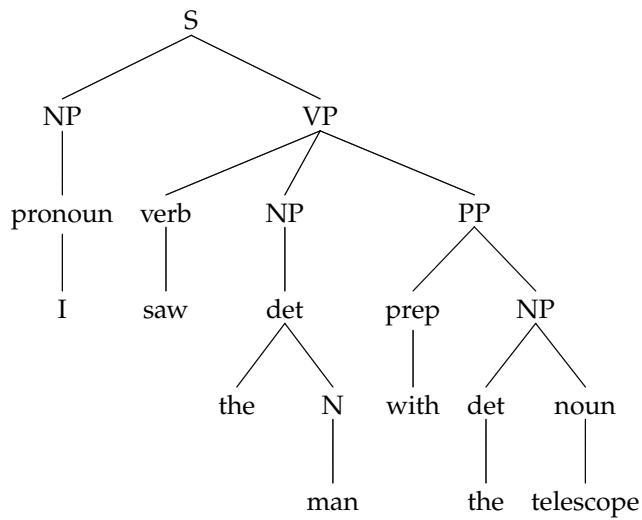 S
NP VP
pronoun verb NP PP
I saw det prep NP
the N with det noun
man the telescope